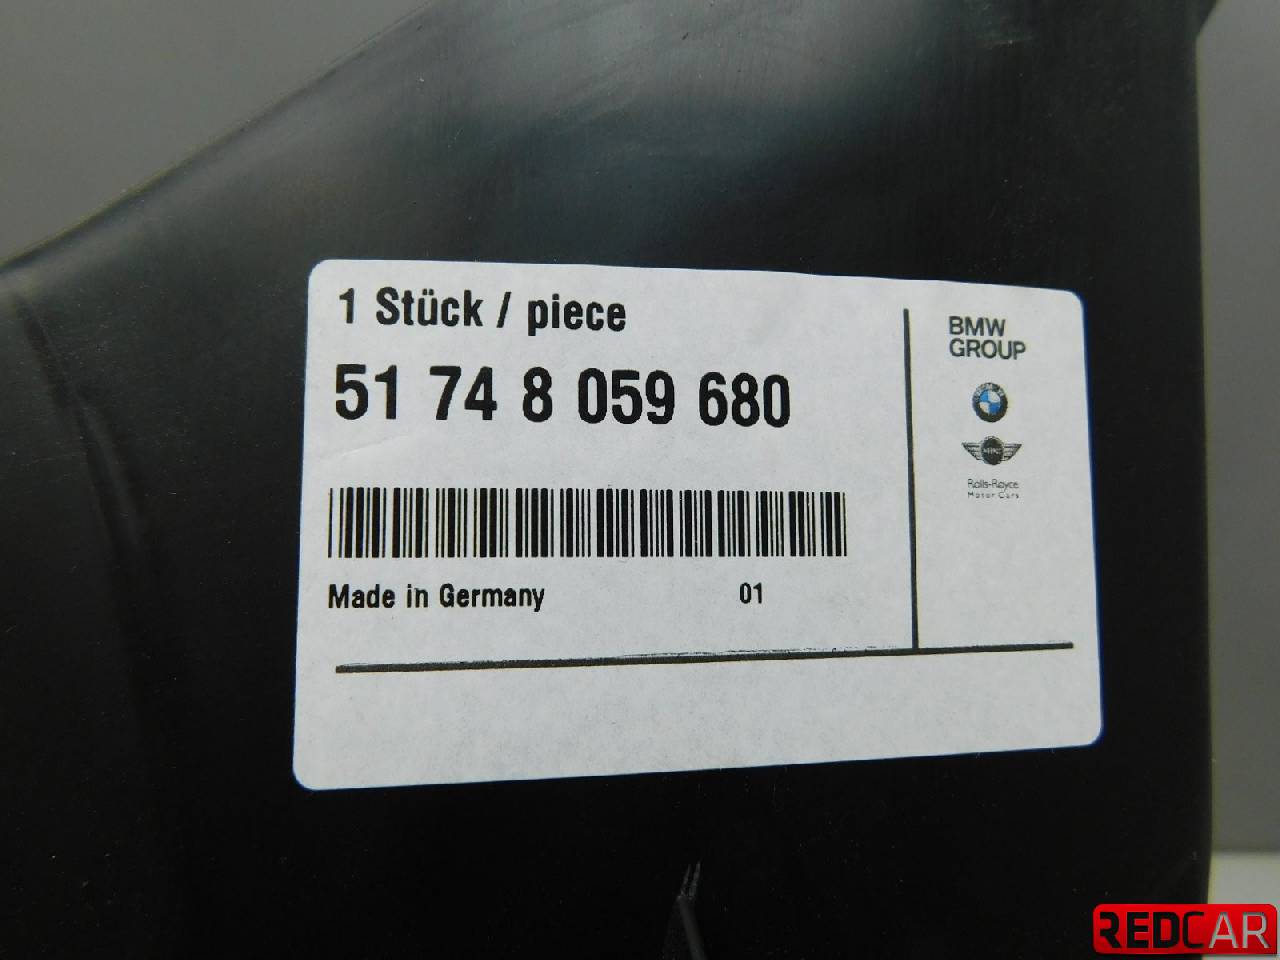 1 Stück / piece
51 74 8 059 680
Made in Germany 01
BMW
GROUP
Rolls-Royce
Motor Cars
REDCAR